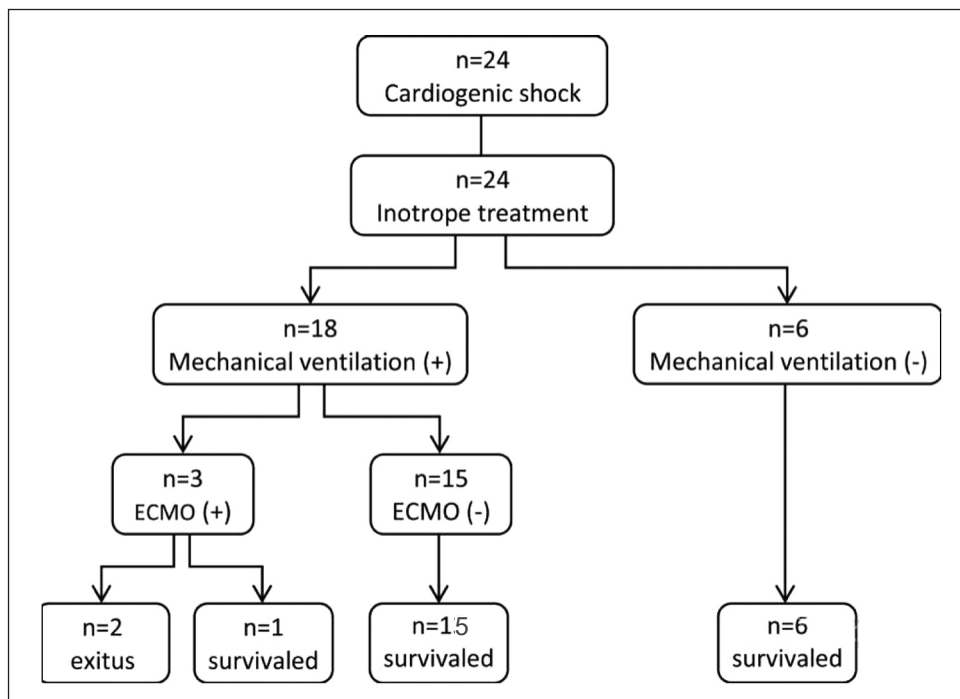 n=24
Cardiogenic shock
n=24
Inotrope treatment
n=18
Mechanical ventilation (+)
n=6
Mechanical ventilation (-)
n=3
ECMO (+)
n=15
ECMO (-)
n=2
exitus
n=1
survivaled
n=15
survivaled
n=6
survivaled